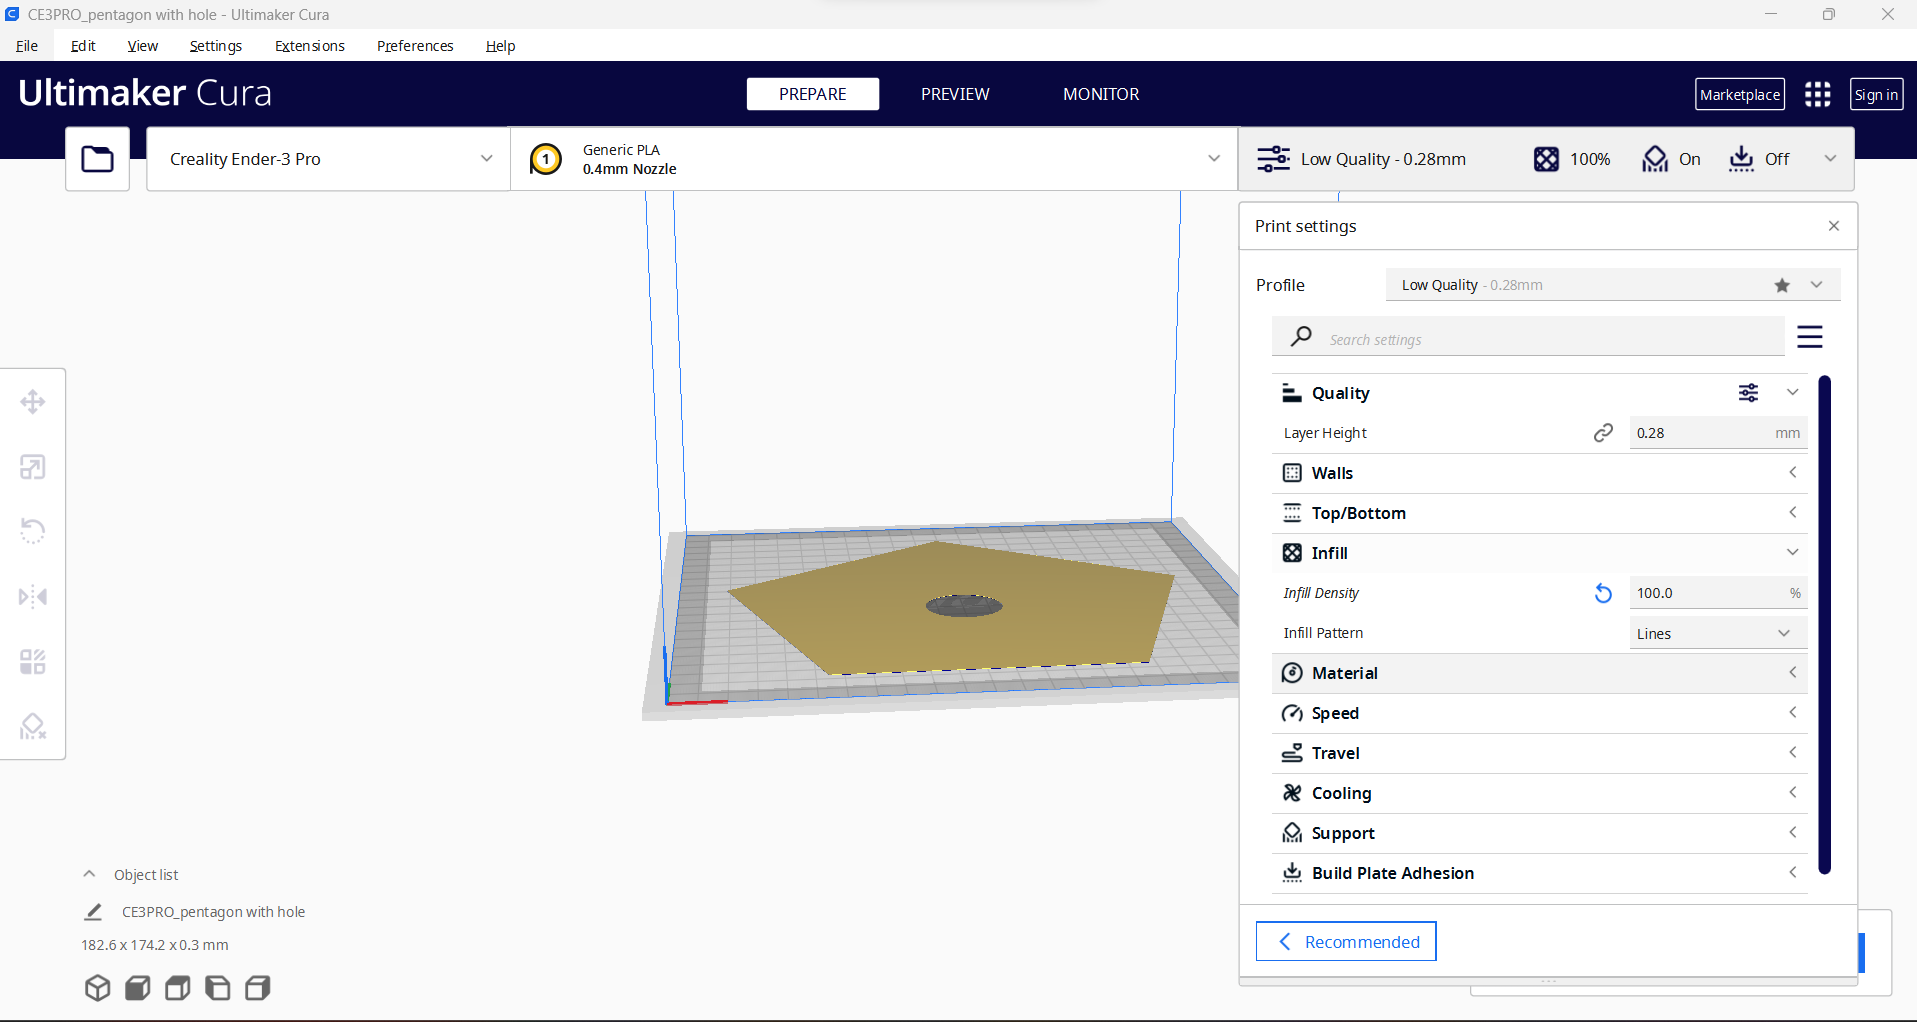 CE3PRO_pentagon with hole - Ultimaker Cura
File Edit View Settings Extensions Preferences Help
Ultimaker Cura
PREPARE PREVIEW MONITOR
Marketplace Sign in
Creality Ender-3 Pro
1
Generic PLA
0.4mm Nozzle
Low Quality - 0.28mm 100% On Off
Print settings
Profile Low Quality - 0.28mm
Search settings
Quality
Layer Height 0.28 mm
Walls
Top/Bottom
Infill
Infill Density 100.0 %
Infill Pattern Lines
Material
Speed
Travel
Cooling
Support
Build Plate Adhesion
Recommended
Object list
CE3PRO_pentagon with hole
182.6 x 174.2 x 0.3 mm